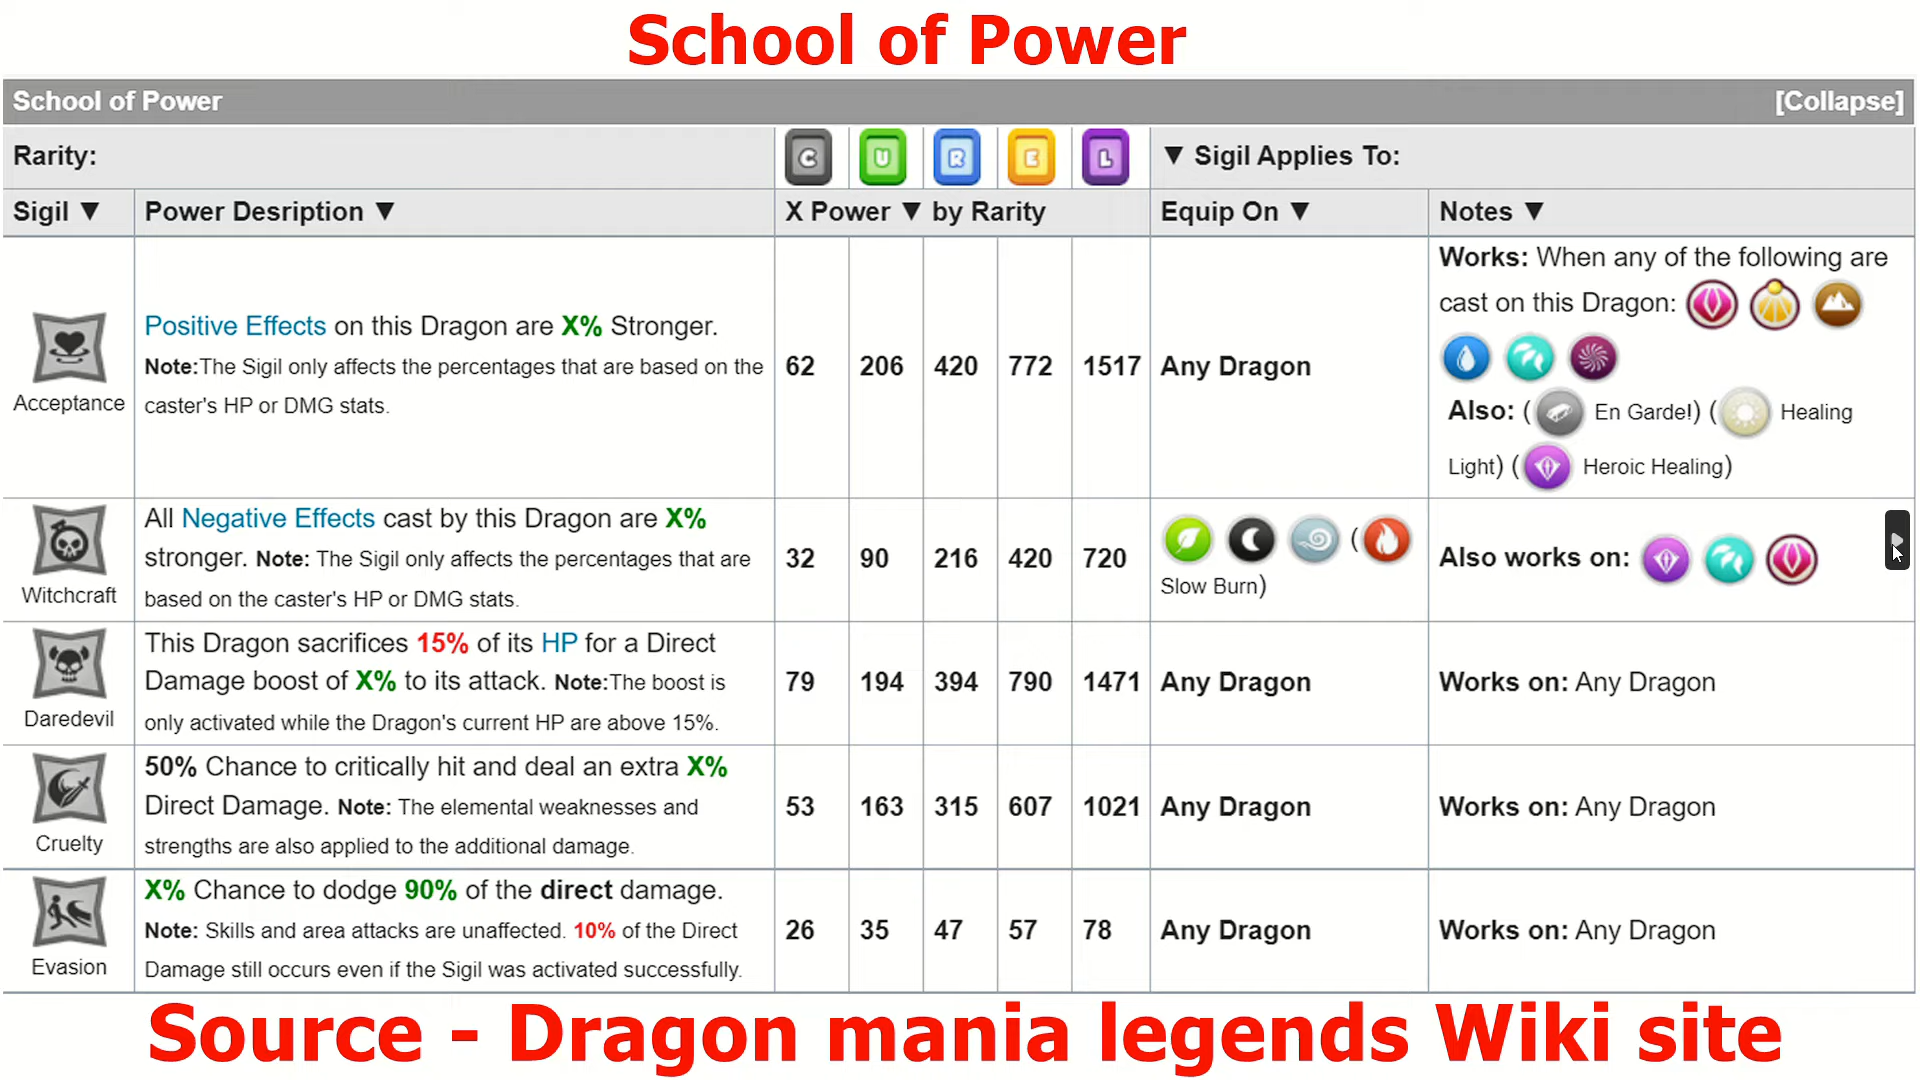 School of Power
School of Power [Collapse]
Rarity: C U R E L ▼ Sigil Applies To:
Sigil ▼ Power Desription ▼ X Power ▼ by Rarity Equip On ▼ Notes ▼
Acceptance
Positive Effects on this Dragon are X% Stronger.
Note:The Sigil only affects the percentages that are based on the
caster's HP or DMG stats.
62 206 420 772 1517 Any Dragon
Works: When any of the following are
cast on this Dragon:
Also: ( En Garde!) ( Healing
Light) ( Heroic Healing)
Witchcraft
All Negative Effects cast by this Dragon are X%
stronger. Note: The Sigil only affects the percentages that are
based on the caster's HP or DMG stats.
32 90 216 420 720
(
Slow Burn)
Also works on:
Daredevil
This Dragon sacrifices 15% of its HP for a Direct
Damage boost of X% to its attack. Note:The boost is
only activated while the Dragon's current HP are above 15%.
79 194 394 790 1471 Any Dragon
Works on: Any Dragon
Cruelty
50% Chance to critically hit and deal an extra X%
Direct Damage. Note: The elemental weaknesses and
strengths are also applied to the additional damage.
53 163 315 607 1021 Any Dragon
Works on: Any Dragon
Evasion
X% Chance to dodge 90% of the direct damage.
Note: Skills and area attacks are unaffected. 10% of the Direct
Damage still occurs even if the Sigil was activated successfully.
26 35 47 57 78 Any Dragon
Works on: Any Dragon
Source - Dragon mania legends Wiki site